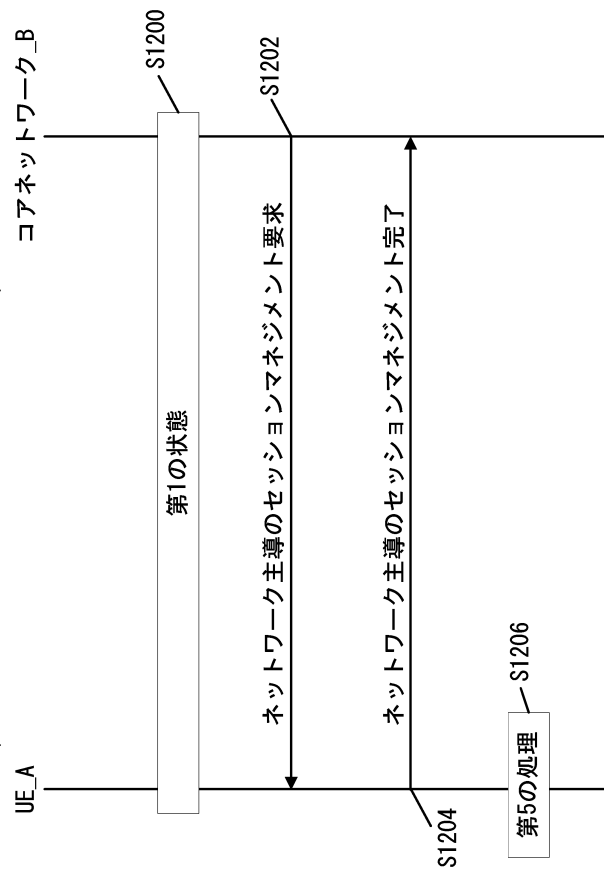 UE_A
コアネットワーク_B
第1の状態
S1200
ネットワーク主導のセッションマネジメント要求
S1202
ネットワーク主導のセッションマネジメント完了
S1204
第5の処理
S1206